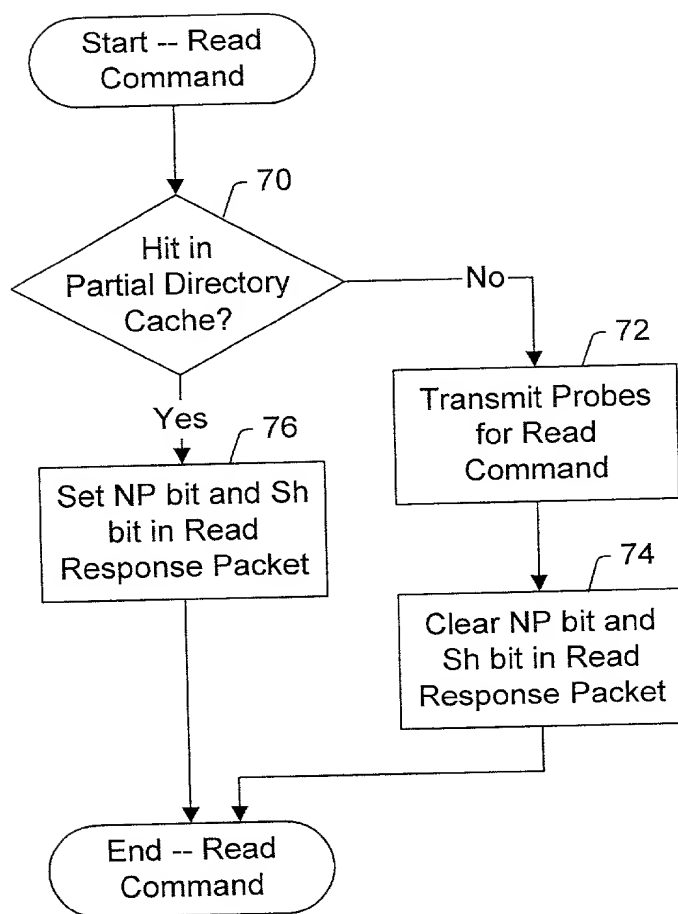 Start -- Read
Command
70
Hit in
Partial Directory
Cache?
No
72
Transmit Probes
for Read
Command
Yes
76
Set NP bit and Sh
bit in Read
Response Packet
74
Clear NP bit and
Sh bit in Read
Response Packet
End -- Read
Command